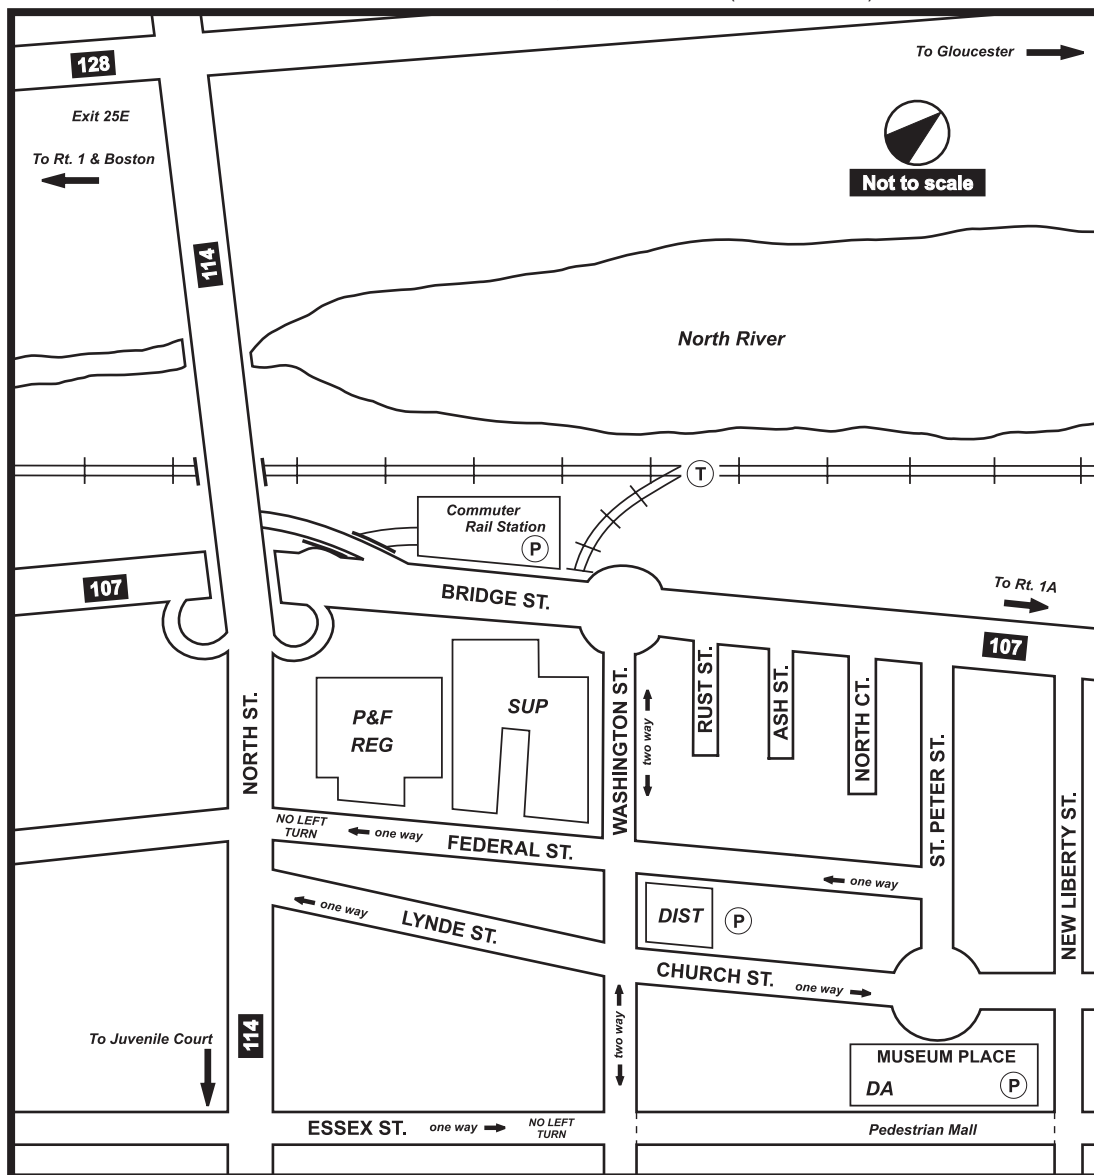 128
To Gloucester
Exit 25E
To Rt. 1 & Boston
Not to scale
114
North River
T
Commuter
Rail Station
P
107
BRIDGE ST.
To Rt. 1A
107
P&F
REG
SUP
NORTH ST.
WASHINGTON ST.
two way
RUST ST.
ASH ST.
NORTH CT.
ST. PETER ST.
NEW LIBERTY ST.
NO LEFT
TURN
one way
FEDERAL ST.
one way
one way
LYNDE ST.
DIST
P
CHURCH ST.
one way
two way
114
To Juvenile Court
MUSEUM PLACE
DA
P
ESSEX ST.
one way
NO LEFT
TURN
Pedestrian Mall